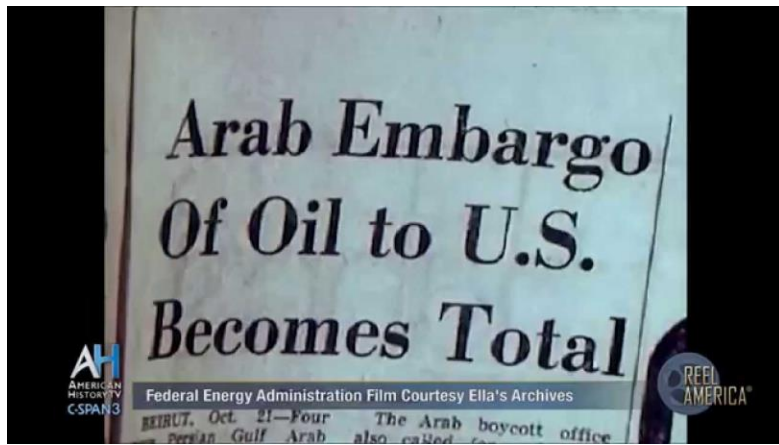 Arab Embargo
Of Oil to U.S.
Becomes Total
AH
AMERICAN
HISTORY TV
C-SPAN3
Federal Energy Administration Film Courtesy Ella's Archives
REEL
AMERICA®
BEIRUT, Oct. 21—Four
The Arab boycott office
Persian Gulf Arab
also called